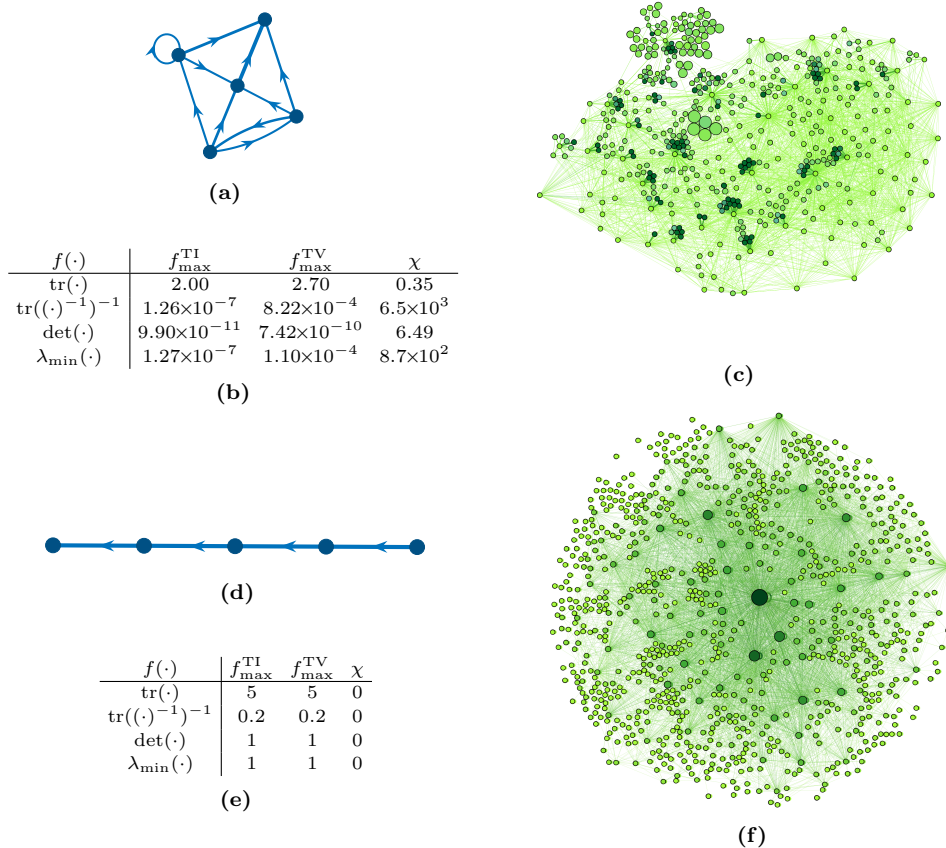 (a)
f(·) f_max^TI f_max^TV χ
tr(·) 2.00 2.70 0.35
tr((·)^−1)^−1 1.26×10^−7 8.22×10^−4 6.5×10^3
det(·) 9.90×10^−11 7.42×10^−10 6.49
λ_min(·) 1.27×10^−7 1.10×10^−4 8.7×10^2
(b)
(c)
(d)
f(·) f_max^TI f_max^TV χ
tr(·) 5 5 0
tr((·)^−1)^−1 0.2 0.2 0
det(·) 1 1 0
λ_min(·) 1 1 0
(e)
(f)